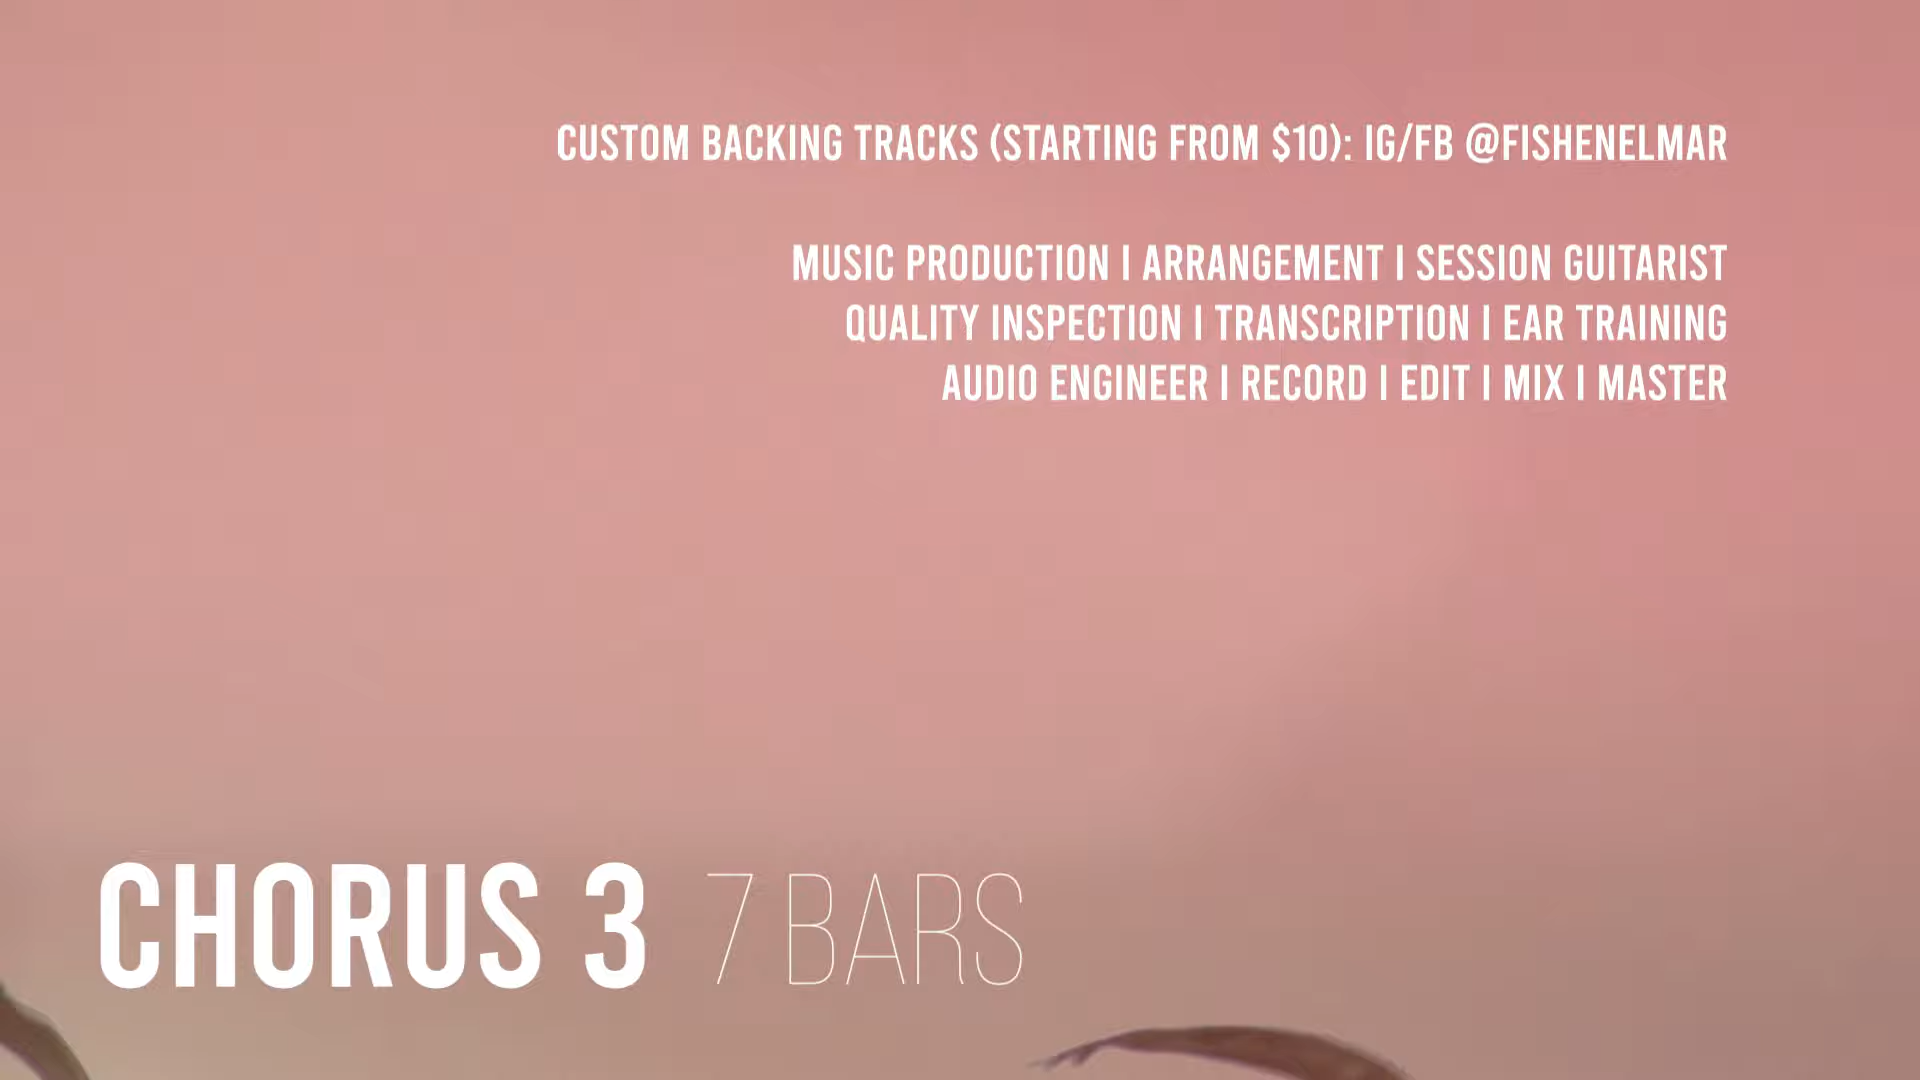 CUSTOM BACKING TRACKS (STARTING FROM $10): IG/FB @FISHENELMAR
MUSIC PRODUCTION | ARRANGEMENT | SESSION GUITARIST
QUALITY INSPECTION | TRANSCRIPTION | EAR TRAINING
AUDIO ENGINEER | RECORD | EDIT | MIX | MASTER
CHORUS 3 7 BARS